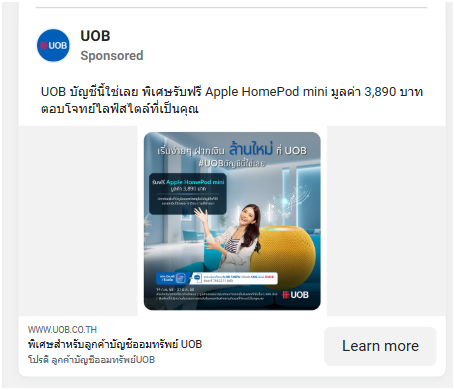 UOB
UOB
Sponsored
UOB บัญชีนี้ใช่เลย พิเศษรับฟรี Apple HomePod mini มูลค่า 3,890 บาท
ตอบโจทย์ไลฟ์สไตล์ที่เป็นคุณ
เริ่มง่ายๆ ฝากเงิน ล้านใหม่ ที่ UOB
#UOBบัญชีนี้ใช่เลย
รับฟรี Apple HomePod mini
มูลค่า 3,890 บาท
UOB
WWW.UOB.CO.TH
พิเศษสำหรับลูกค้าบัญชีออมทรัพย์ UOB
โปรดี ลูกค้าบัญชีออมทรัพย์UOB
Learn more